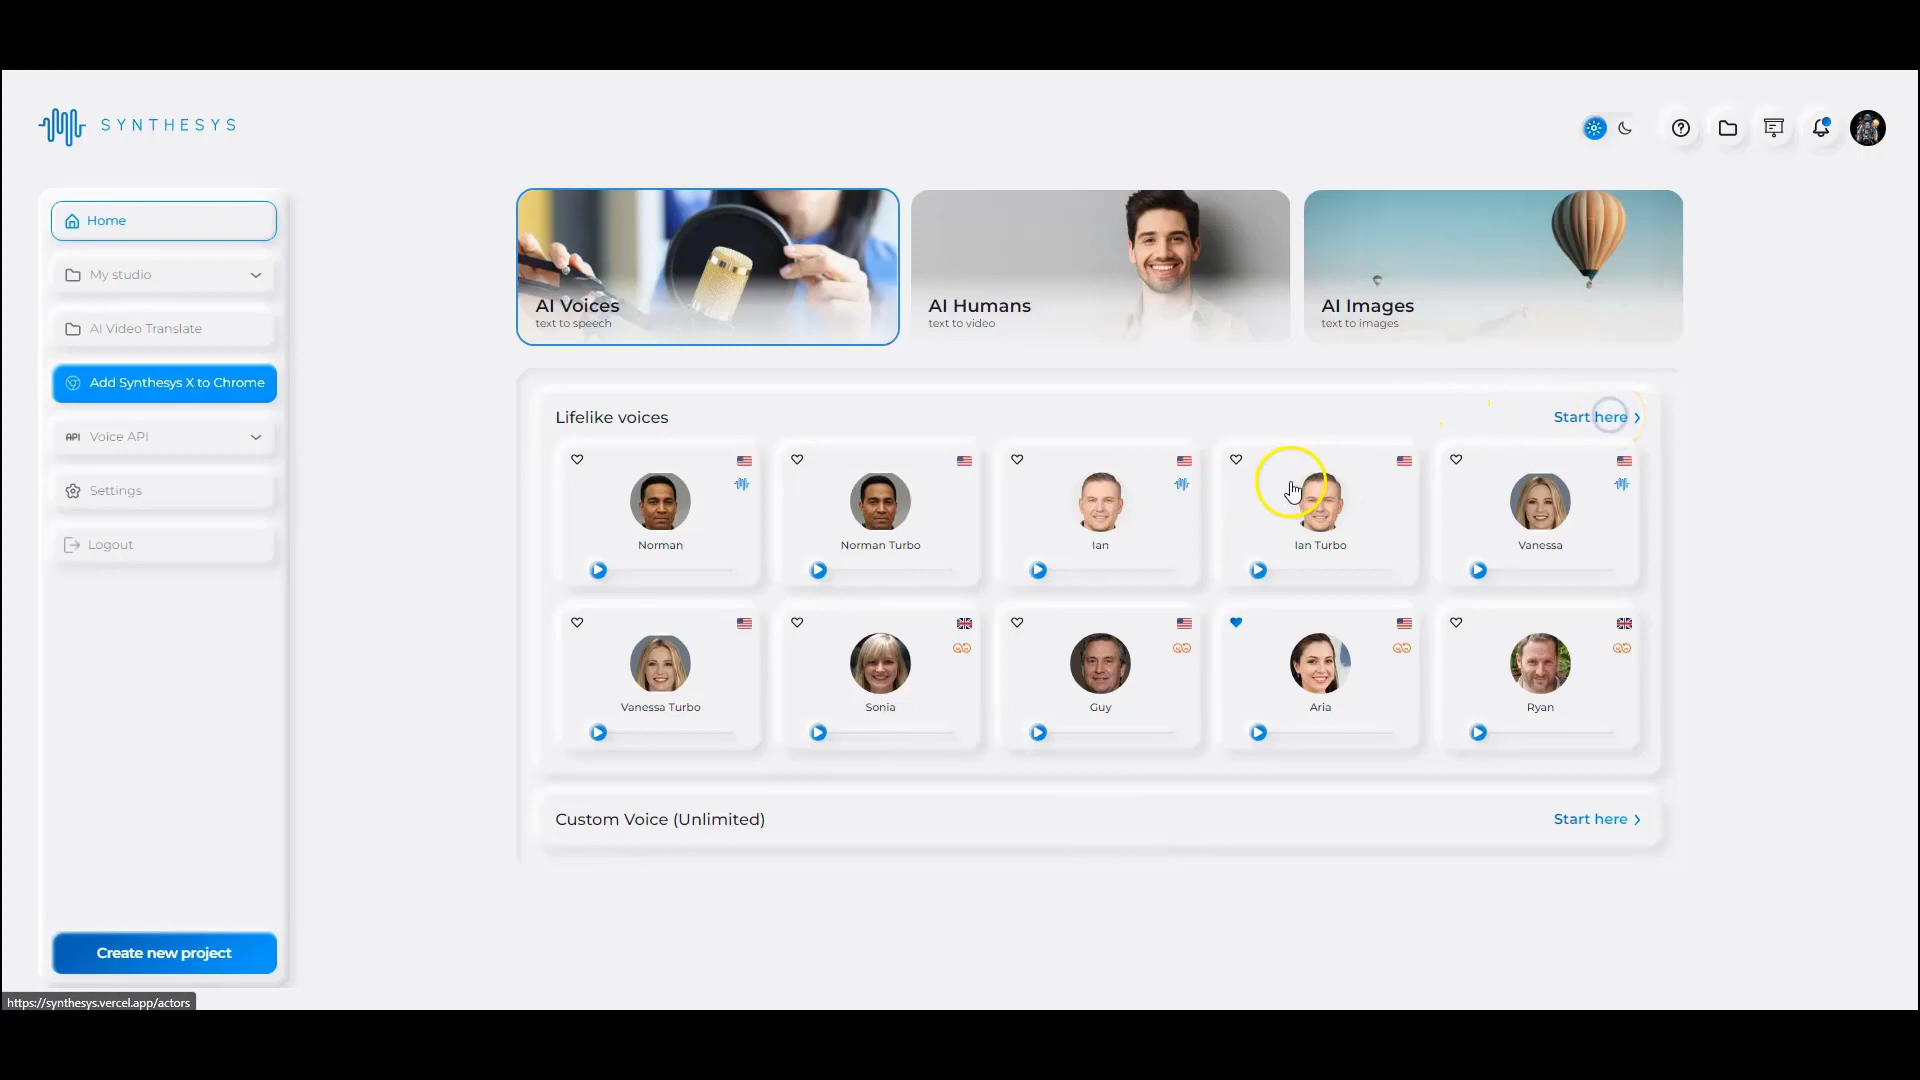 SYNTHESYS
Home
My studio
AI Video Translate
Add Synthesys X to Chrome
API Voice API
Settings
Logout
Create new project
AI Voices
text to speech
AI Humans
text to video
AI Images
text to images
Lifelike voices
Start here
Norman
Norman Turbo
Ian
Ian Turbo
Vanessa
Vanessa Turbo
Sonia
Guy
Aria
Ryan
Custom Voice (Unlimited)
Start here
https://synthesys.vercel.app/actors